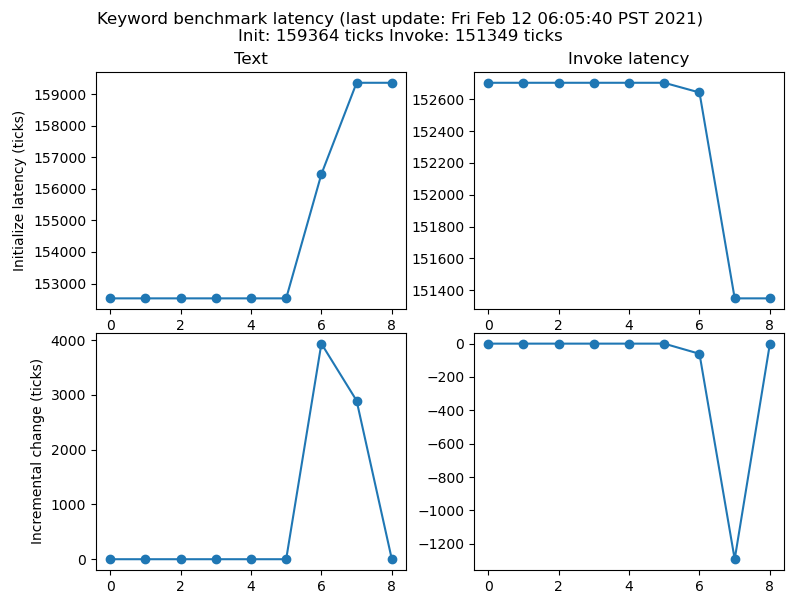 Keyword benchmark latency (last update: Fri Feb 12 06:05:40 PST 2021)
Init: 159364 ticks Invoke: 151349 ticks
Text
Invoke latency
Initialize latency (ticks)
159000
158000
157000
156000
155000
154000
153000
0 2 4 6 8
152600
152400
152200
152000
151800
151600
151400
0 2 4 6 8
Incremental change (ticks)
4000
3000
2000
1000
0
0 2 4 6 8
0
−200
−400
−600
−800
−1000
−1200
0 2 4 6 8